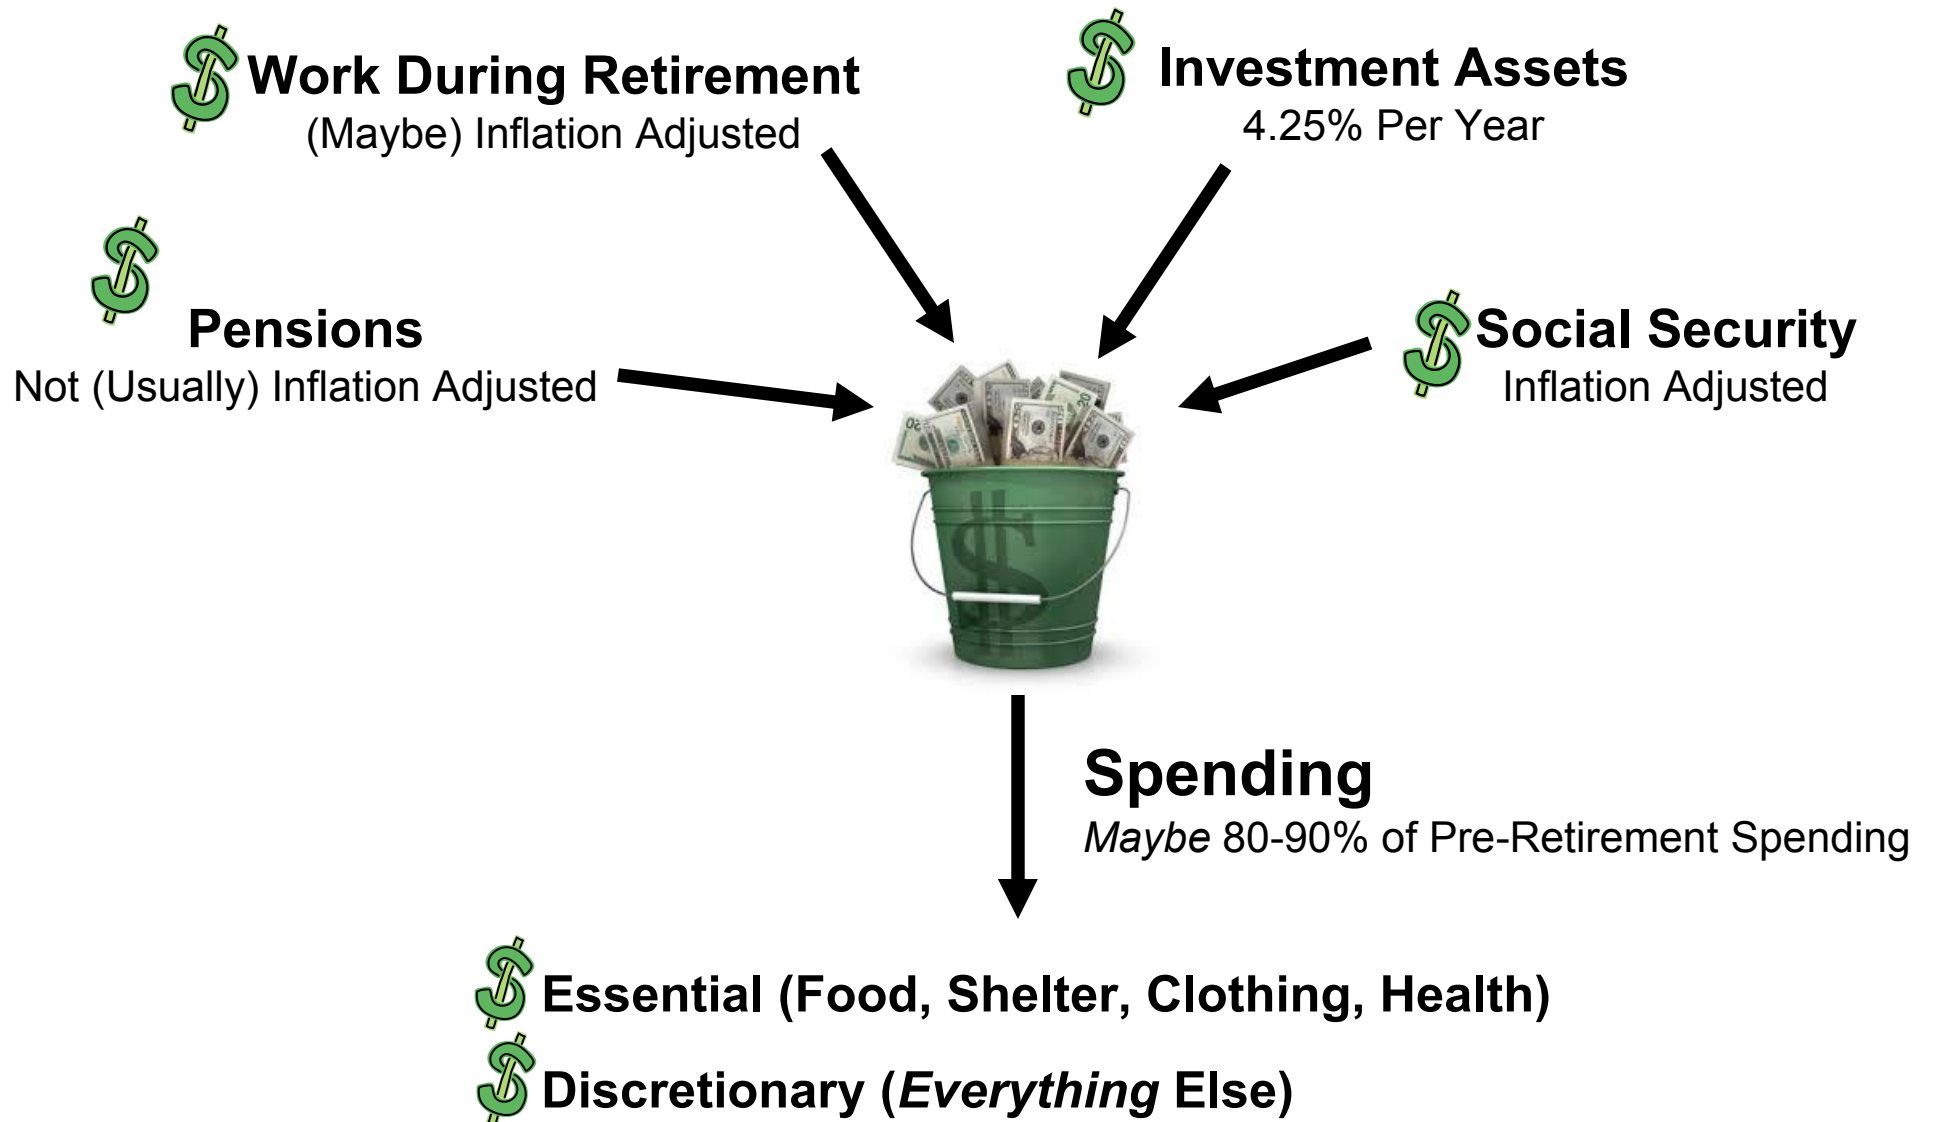 Work During Retirement
(Maybe) Inflation Adjusted
Investment Assets
4.25% Per Year
Pensions
Not (Usually) Inflation Adjusted
Social Security
Inflation Adjusted
Spending
Maybe 80-90% of Pre-Retirement Spending
Essential (Food, Shelter, Clothing, Health)
Discretionary (Everything Else)